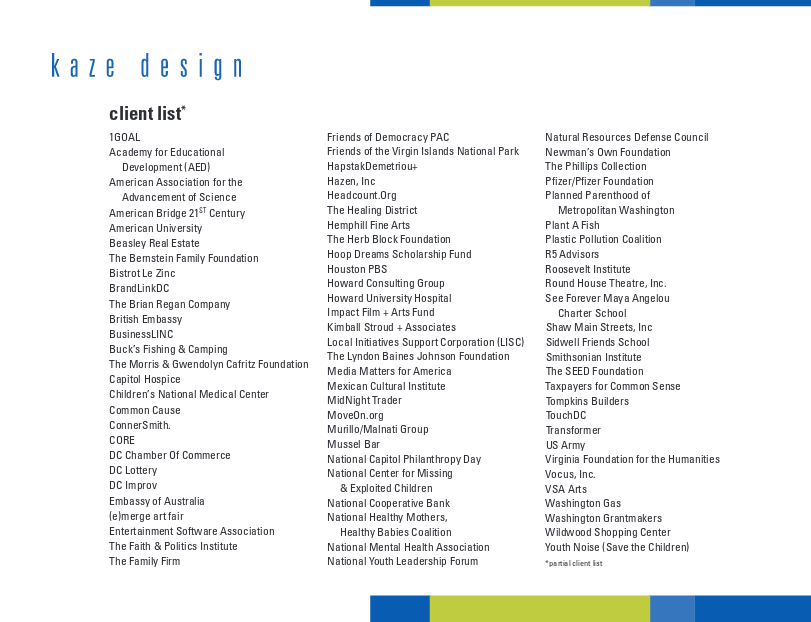 kaze design
client list*
1GOAL
Academy for Educational
Development (AED)
American Association for the
Advancement of Science
American Bridge 21ST Century
American University
Beasley Real Estate
The Bernstein Family Foundation
Bistrot Le Zinc
BrandLinkDC
The Brian Regan Company
British Embassy
BusinessLINC
Buck's Fishing & Camping
The Morris & Gwendolyn Cafritz Foundation
Capitol Hospice
Children's National Medical Center
Common Cause
ConnerSmith.
CORE
DC Chamber Of Commerce
DC Lottery
DC Improv
Embassy of Australia
(e)merge art fair
Entertainment Software Association
The Faith & Politics Institute
The Family Firm
Friends of Democracy PAC
Friends of the Virgin Islands National Park
HapstakDemetriou+
Hazen, Inc
Headcount.Org
The Healing District
Hemphill Fine Arts
The Herb Block Foundation
Hoop Dreams Scholarship Fund
Houston PBS
Howard Consulting Group
Howard University Hospital
Impact Film + Arts Fund
Kimball Stroud + Associates
Local Initiatives Support Corporation (LISC)
The Lyndon Baines Johnson Foundation
Media Matters for America
Mexican Cultural Institute
MidNight Trader
MoveOn.org
Murillo/Malnati Group
Mussel Bar
National Capitol Philanthropy Day
National Center for Missing
& Exploited Children
National Cooperative Bank
National Healthy Mothers,
Healthy Babies Coalition
National Mental Health Association
National Youth Leadership Forum
Natural Resources Defense Council
Newman's Own Foundation
The Phillips Collection
Pfizer/Pfizer Foundation
Planned Parenthood of
Metropolitan Washington
Plant A Fish
Plastic Pollution Coalition
R5 Advisors
Roosevelt Institute
Round House Theatre, Inc.
See Forever Maya Angelou
Charter School
Shaw Main Streets, Inc
Sidwell Friends School
Smithsonian Institute
The SEED Foundation
Taxpayers for Common Sense
Tompkins Builders
TouchDC
Transformer
US Army
Virginia Foundation for the Humanities
Vocus, Inc.
VSA Arts
Washington Gas
Washington Grantmakers
Wildwood Shopping Center
Youth Noise (Save the Children)
*partial client list